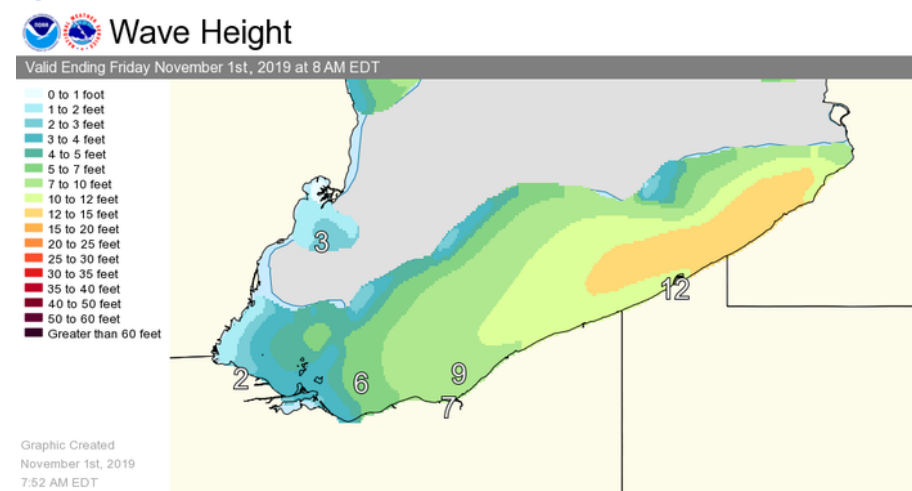 Wave Height
Valid Ending Friday November 1st, 2019 at 8 AM EDT
0 to 1 foot
1 to 2 feet
2 to 3 feet
3 to 4 feet
4 to 5 feet
5 to 7 feet
7 to 10 feet
10 to 12 feet
12 to 15 feet
15 to 20 feet
20 to 25 feet
25 to 30 feet
30 to 35 feet
35 to 40 feet
40 to 50 feet
50 to 60 feet
Greater than 60 feet
3
12
2
6
9
7
Graphic Created
November 1st, 2019
7:52 AM EDT